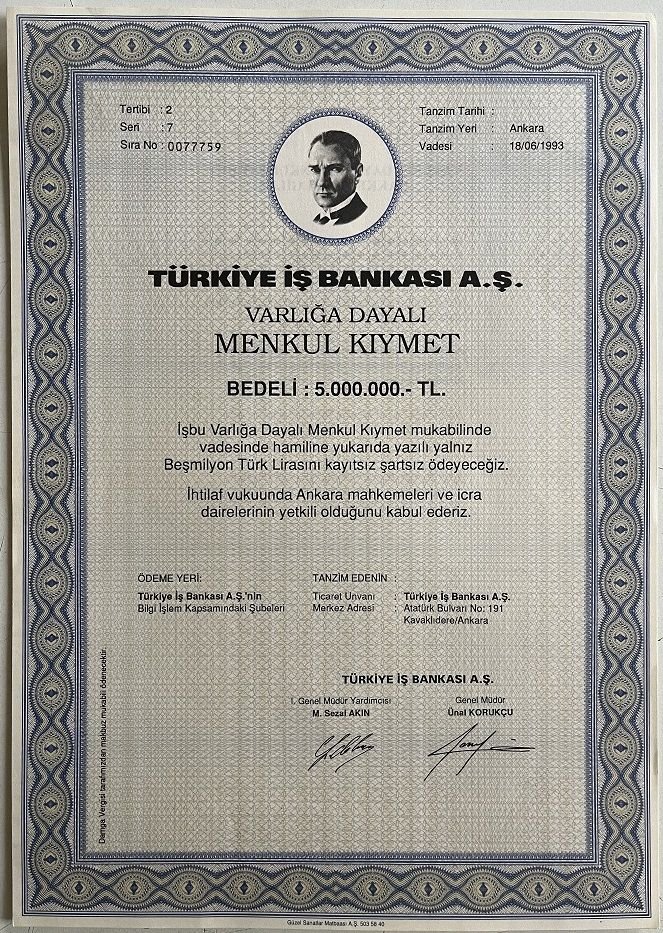 Tertibi : 2
Seri : 7
Sıra No : 0077759
Tanzim Tarihi :
Tanzim Yeri : Ankara
Vadesi : 18/06/1993
TÜRKİYE İŞ BANKASI A.Ş.
VARLIĞA DAYALI
MENKUL KIYMET
BEDELİ : 5.000.000.- TL.
İşbu Varlığa Dayalı Menkul Kıymet mukabilinde
vadesinde hamiline yukarıda yazılı yalnız
Beşmilyon Türk Lirasını kayıtsız şartsız ödeyeceğiz.
İhtilaf vukuunda Ankara mahkemeleri ve icra
dairelerinin yetkili olduğunu kabul ederiz.
ÖDEME YERİ:
Türkiye İş Bankası A.Ş.'nin
Bilgi İşlem Kapsamındaki Şubeleri
TANZİM EDENİN :
Ticaret Unvanı : Türkiye İş Bankası A.Ş.
Merkez Adresi : Atatürk Bulvarı No: 191
Kavaklıdere/Ankara
TÜRKİYE İŞ BANKASI A.Ş.
I. Genel Müdür Yardımcısı
M. Sezai AKIN
Genel Müdür
Ünal KORUKÇU
Damga Vergisi tarafımızdan makbuz mukabili ödenecektir.
Güzel Sanatlar Matbaası A.Ş. 503 58 40